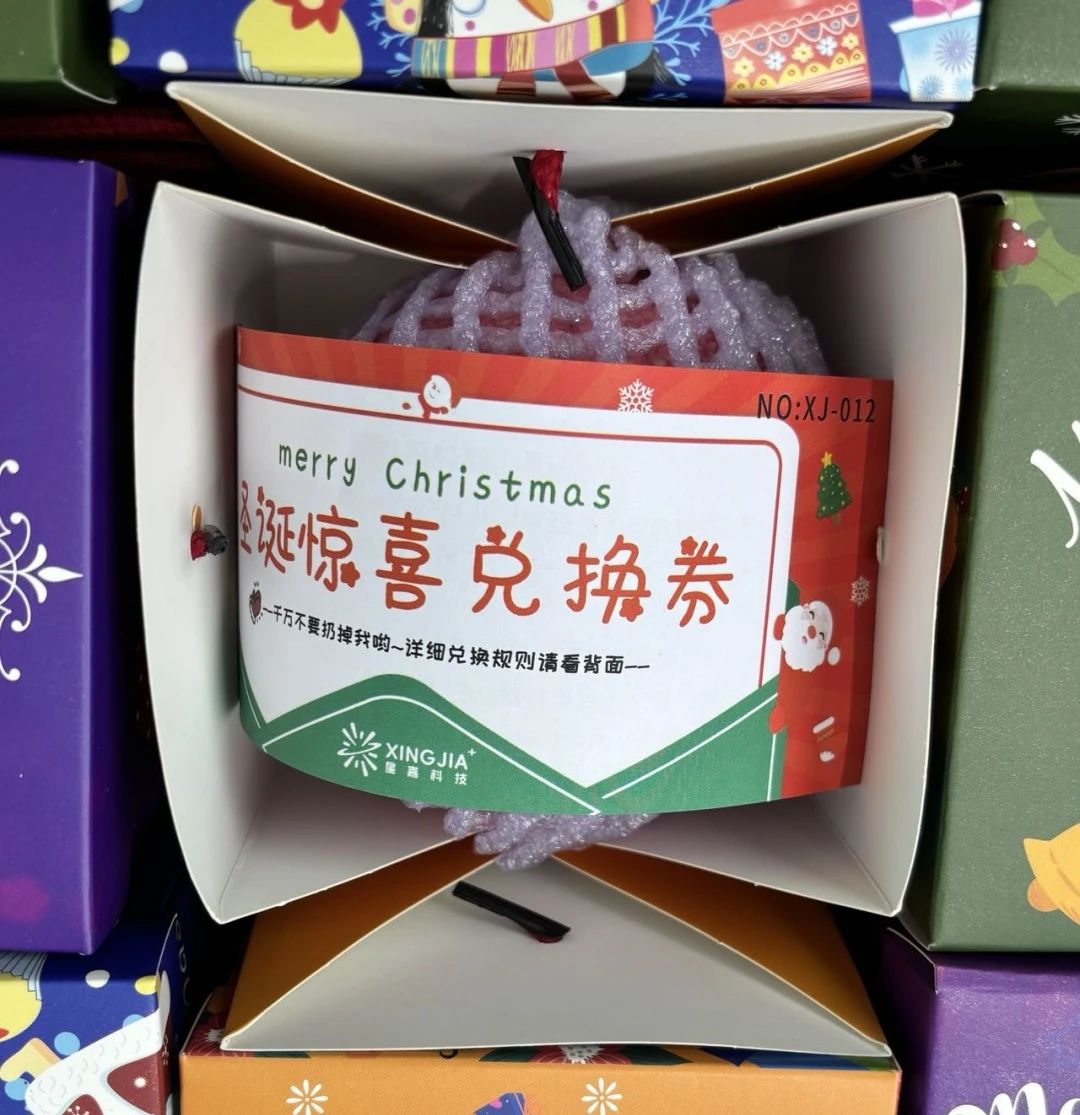 NO:XJ-012
merry Christmas
圣诞惊喜兑换券
--千万不要扔掉我哟~详细兑换规则请看背面--
XINGJIA+
星嘉科技